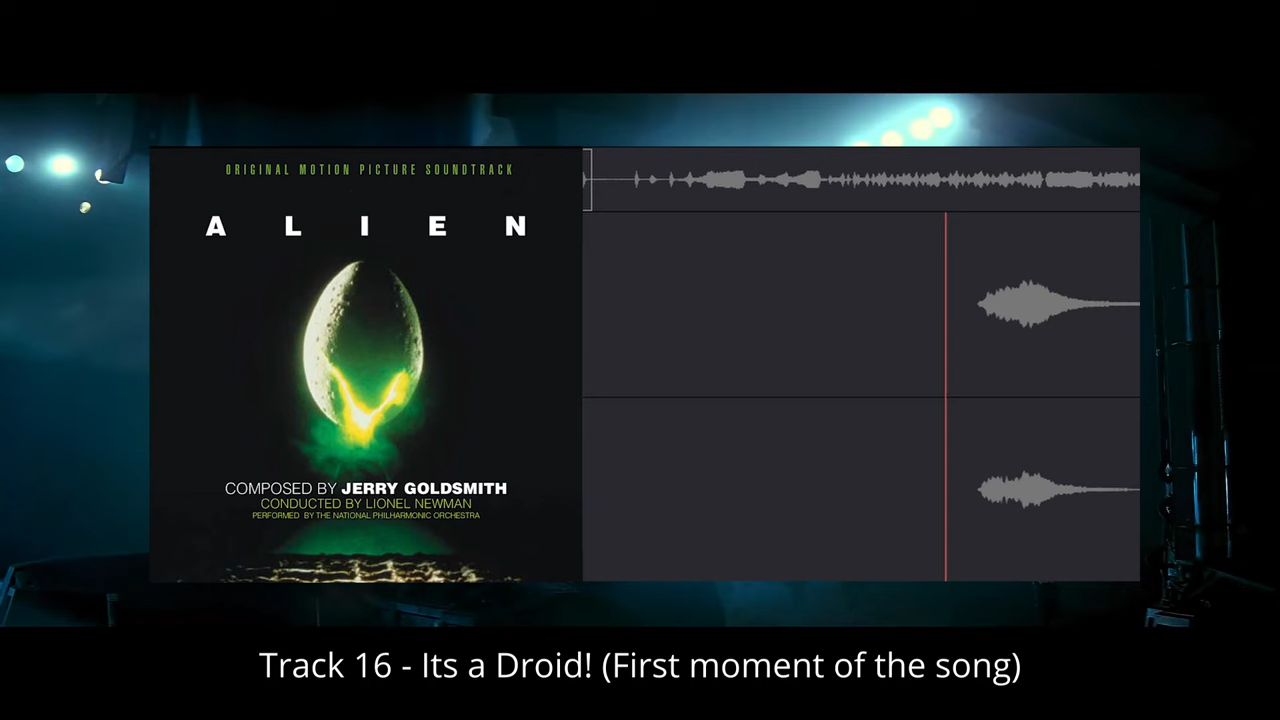 ORIGINAL MOTION PICTURE SOUNDTRACK
ALIEN
COMPOSED BY JERRY GOLDSMITH
CONDUCTED BY LIONEL NEWMAN
PERFORMED BY THE NATIONAL PHILHARMONIC ORCHESTRA
Track 16 - Its a Droid! (First moment of the song)